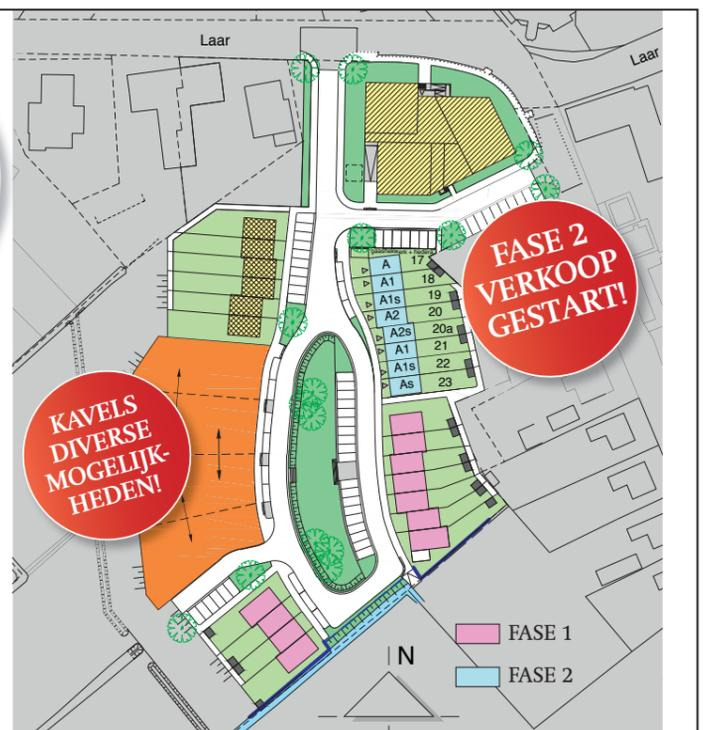 Laar
Laar
FASE 2
VERKOOP
GESTART!
A 17
A1 18
A1s 19
A2 20
A2s 20a
A1 21
A1s 22
As 23
KAVELS
DIVERSE
MOGELIJK-
HEDEN!
FASE 1
FASE 2
N